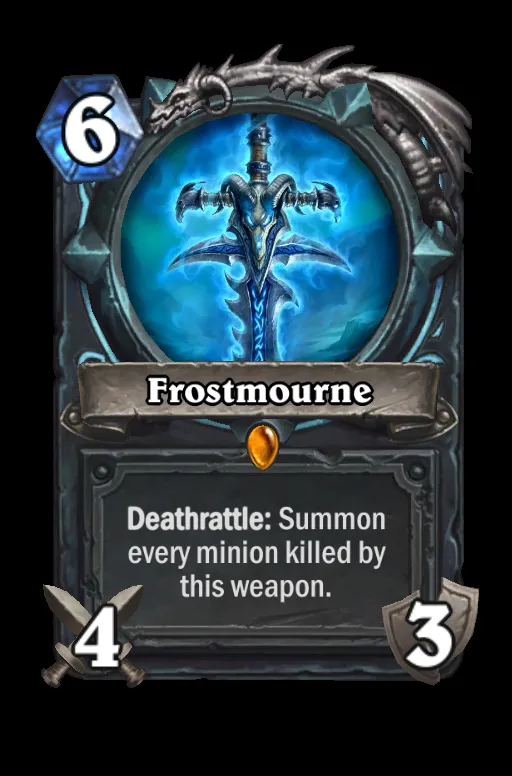 6
Frostmourne
Deathrattle: Summon
every minion killed by
this weapon.
4
3